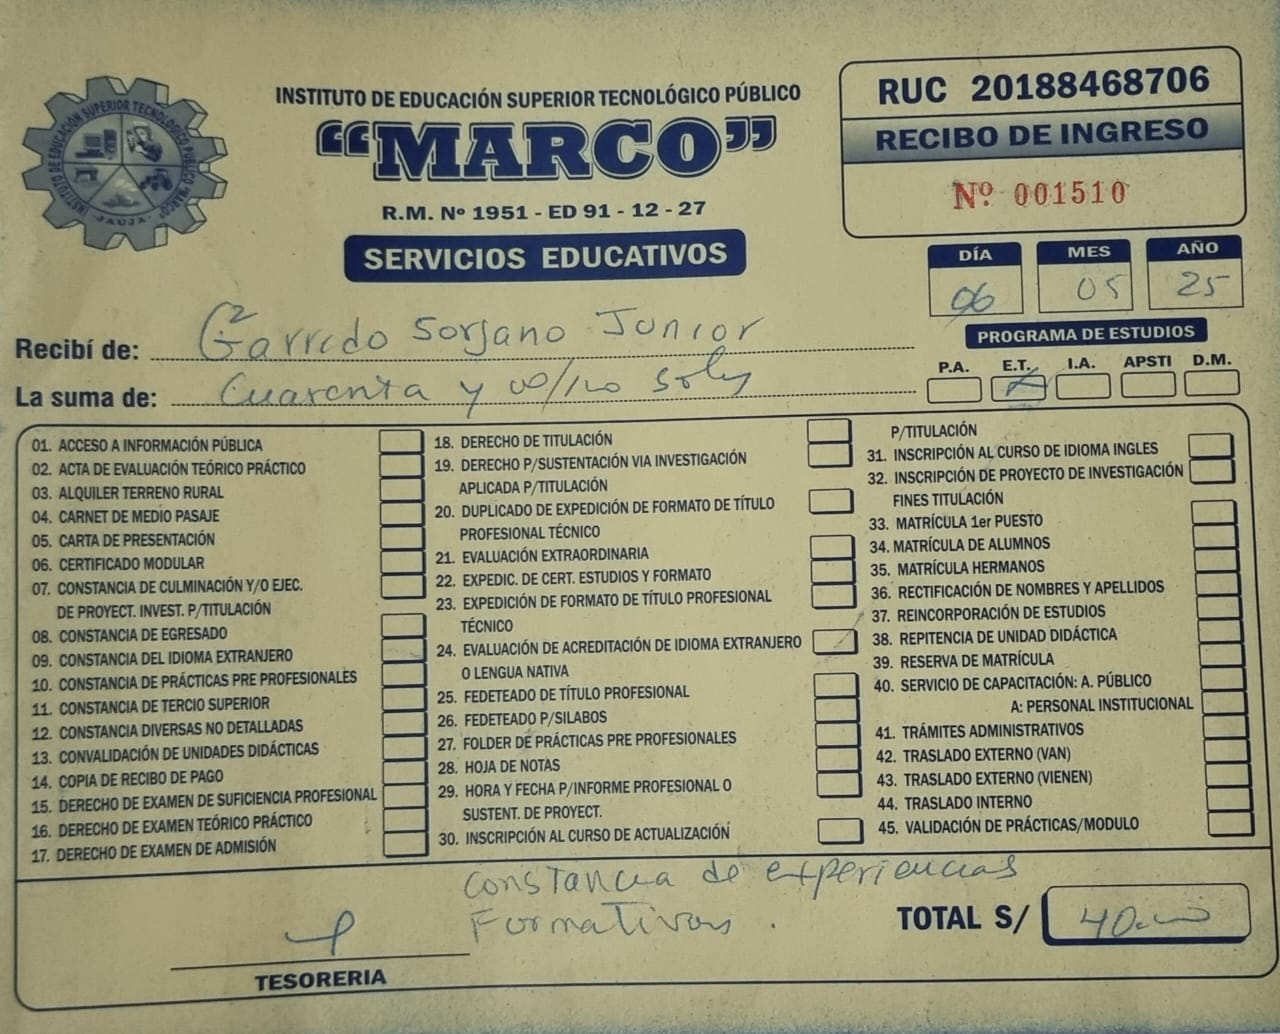 INSTITUTO DE EDUCACIÓN SUPERIOR TECNOLÓGICO PÚBLICO "MARCO"
- JAUJA -
INSTITUTO DE EDUCACIÓN SUPERIOR TECNOLÓGICO PÚBLICO
“MARCO”
R.M. Nº 1951 - ED 91 - 12 - 27
SERVICIOS EDUCATIVOS
RUC 20188468706
RECIBO DE INGRESO
Nº 001510
DÍA MES AÑO
06 05 25
Recibí de: Garrido Soriano Junior
La suma de: Cuarenta y 00/100 soles
PROGRAMA DE ESTUDIOS
P.A. E.T. I.A. APSTI D.M.
01. ACCESO A INFORMACIÓN PÚBLICA
02. ACTA DE EVALUACIÓN TEÓRICO PRÁCTICO
03. ALQUILER TERRENO RURAL
04. CARNET DE MEDIO PASAJE
05. CARTA DE PRESENTACIÓN
06. CERTIFICADO MODULAR
07. CONSTANCIA DE CULMINACIÓN Y/O EJEC.
DE PROYECT. INVEST. P/TITULACIÓN
08. CONSTANCIA DE EGRESADO
09. CONSTANCIA DEL IDIOMA EXTRANJERO
10. CONSTANCIA DE PRÁCTICAS PRE PROFESIONALES
11. CONSTANCIA DE TERCIO SUPERIOR
12. CONSTANCIA DIVERSAS NO DETALLADAS
13. CONVALIDACIÓN DE UNIDADES DIDÁCTICAS
14. COPIA DE RECIBO DE PAGO
15. DERECHO DE EXAMEN DE SUFICIENCIA PROFESIONAL
16. DERECHO DE EXAMEN TEÓRICO PRÁCTICO
17. DERECHO DE EXAMEN DE ADMISIÓN
18. DERECHO DE TITULACIÓN
19. DERECHO P/SUSTENTACIÓN VIA INVESTIGACIÓN
APLICADA P/TITULACIÓN
20. DUPLICADO DE EXPEDICIÓN DE FORMATO DE TÍTULO
PROFESIONAL TÉCNICO
21. EVALUACIÓN EXTRAORDINARIA
22. EXPEDIC. DE CERT. ESTUDIOS Y FORMATO
23. EXPEDICIÓN DE FORMATO DE TÍTULO PROFESIONAL
TÉCNICO
24. EVALUACIÓN DE ACREDITACIÓN DE IDIOMA EXTRANJERO
O LENGUA NATIVA
25. FEDETEADO DE TÍTULO PROFESIONAL
26. FEDETEADO P/SILABOS
27. FOLDER DE PRÁCTICAS PRE PROFESIONALES
28. HOJA DE NOTAS
29. HORA Y FECHA P/INFORME PROFESIONAL O
SUSTENT. DE PROYECT.
30. INSCRIPCIÓN AL CURSO DE ACTUALIZACIÓN
P/TITULACIÓN
31. INSCRIPCIÓN AL CURSO DE IDIOMA INGLES
32. INSCRIPCIÓN DE PROYECTO DE INVESTIGACIÓN
FINES TITULACIÓN
33. MATRÍCULA 1er PUESTO
34. MATRÍCULA DE ALUMNOS
35. MATRÍCULA HERMANOS
36. RECTIFICACIÓN DE NOMBRES Y APELLIDOS
37. REINCORPORACIÓN DE ESTUDIOS
38. REPITENCIA DE UNIDAD DIDÁCTICA
39. RESERVA DE MATRÍCULA
40. SERVICIO DE CAPACITACIÓN: A. PÚBLICO
A: PERSONAL INSTITUCIONAL
41. TRÁMITES ADMINISTRATIVOS
42. TRASLADO EXTERNO (VAN)
43. TRASLADO EXTERNO (VIENEN)
44. TRASLADO INTERNO
45. VALIDACIÓN DE PRÁCTICAS/MODULO
Constancia de experiencias
Formativas.
TOTAL S/ 40.00
TESORERIA